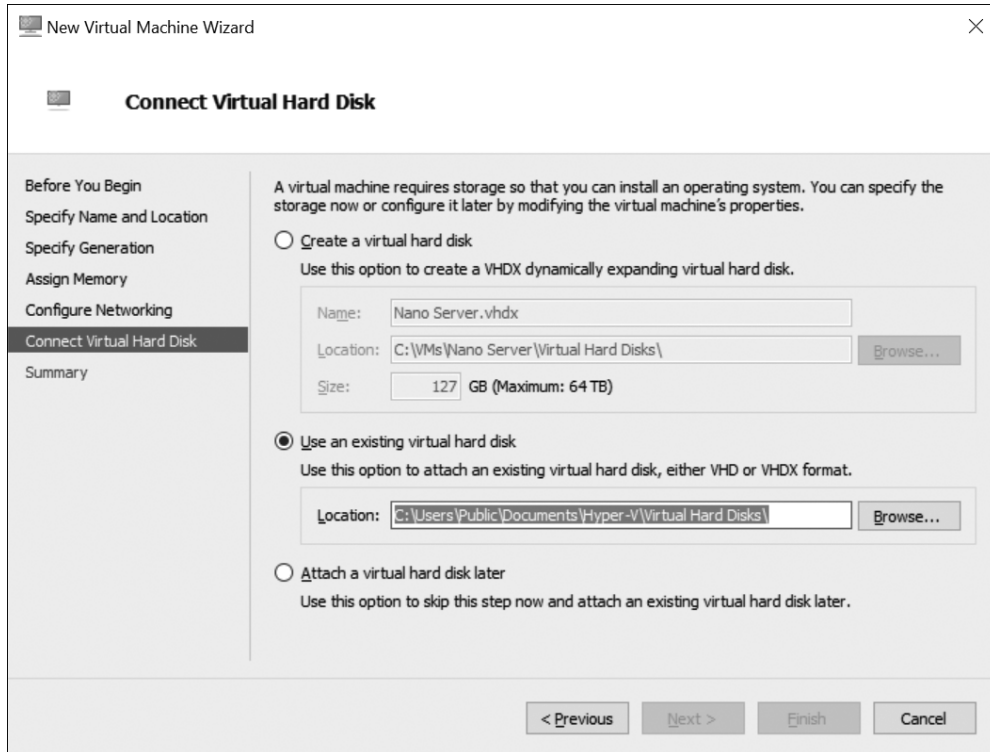 New Virtual Machine Wizard
Connect Virtual Hard Disk
Before You Begin
Specify Name and Location
Specify Generation
Assign Memory
Configure Networking
Connect Virtual Hard Disk
Summary
A virtual machine requires storage so that you can install an operating system. You can specify the
storage now or configure it later by modifying the virtual machine's properties.
Create a virtual hard disk
Use this option to create a VHDX dynamically expanding virtual hard disk.
Name: Nano Server.vhdx
Location: C:\VMs\Nano Server\Virtual Hard Disks\ Browse...
Size: 127 GB (Maximum: 64 TB)
Use an existing virtual hard disk
Use this option to attach an existing virtual hard disk, either VHD or VHDX format.
Location: C:\Users\Public\Documents\Hyper-V\Virtual Hard Disks\ Browse...
Attach a virtual hard disk later
Use this option to skip this step now and attach an existing virtual hard disk later.
< Previous Next > Finish Cancel